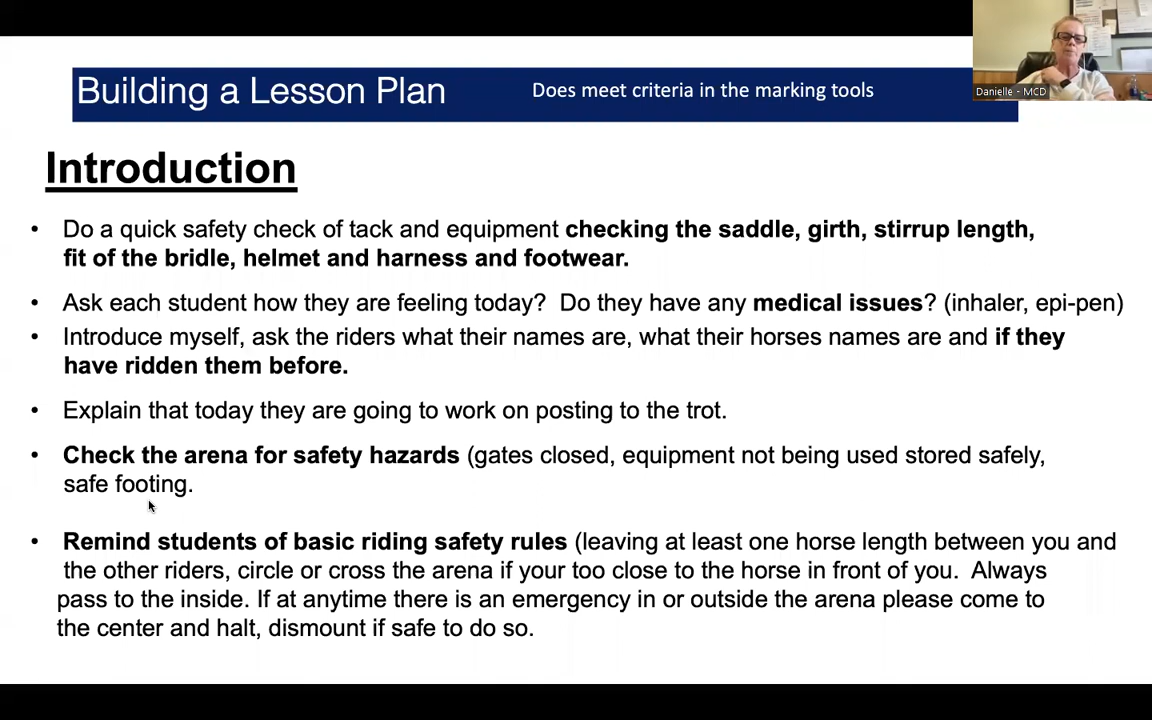 Building a Lesson Plan
Does meet criteria in the marking tools
Danielle - MCD
Introduction
• Do a quick safety check of tack and equipment checking the saddle, girth, stirrup length,
fit of the bridle, helmet and harness and footwear.
• Ask each student how they are feeling today? Do they have any medical issues? (inhaler, epi-pen)
• Introduce myself, ask the riders what their names are, what their horses names are and if they
have ridden them before.
• Explain that today they are going to work on posting to the trot.
• Check the arena for safety hazards (gates closed, equipment not being used stored safely,
safe footing.
• Remind students of basic riding safety rules (leaving at least one horse length between you and
the other riders, circle or cross the arena if your too close to the horse in front of you. Always
pass to the inside. If at anytime there is an emergency in or outside the arena please come to
the center and halt, dismount if safe to do so.